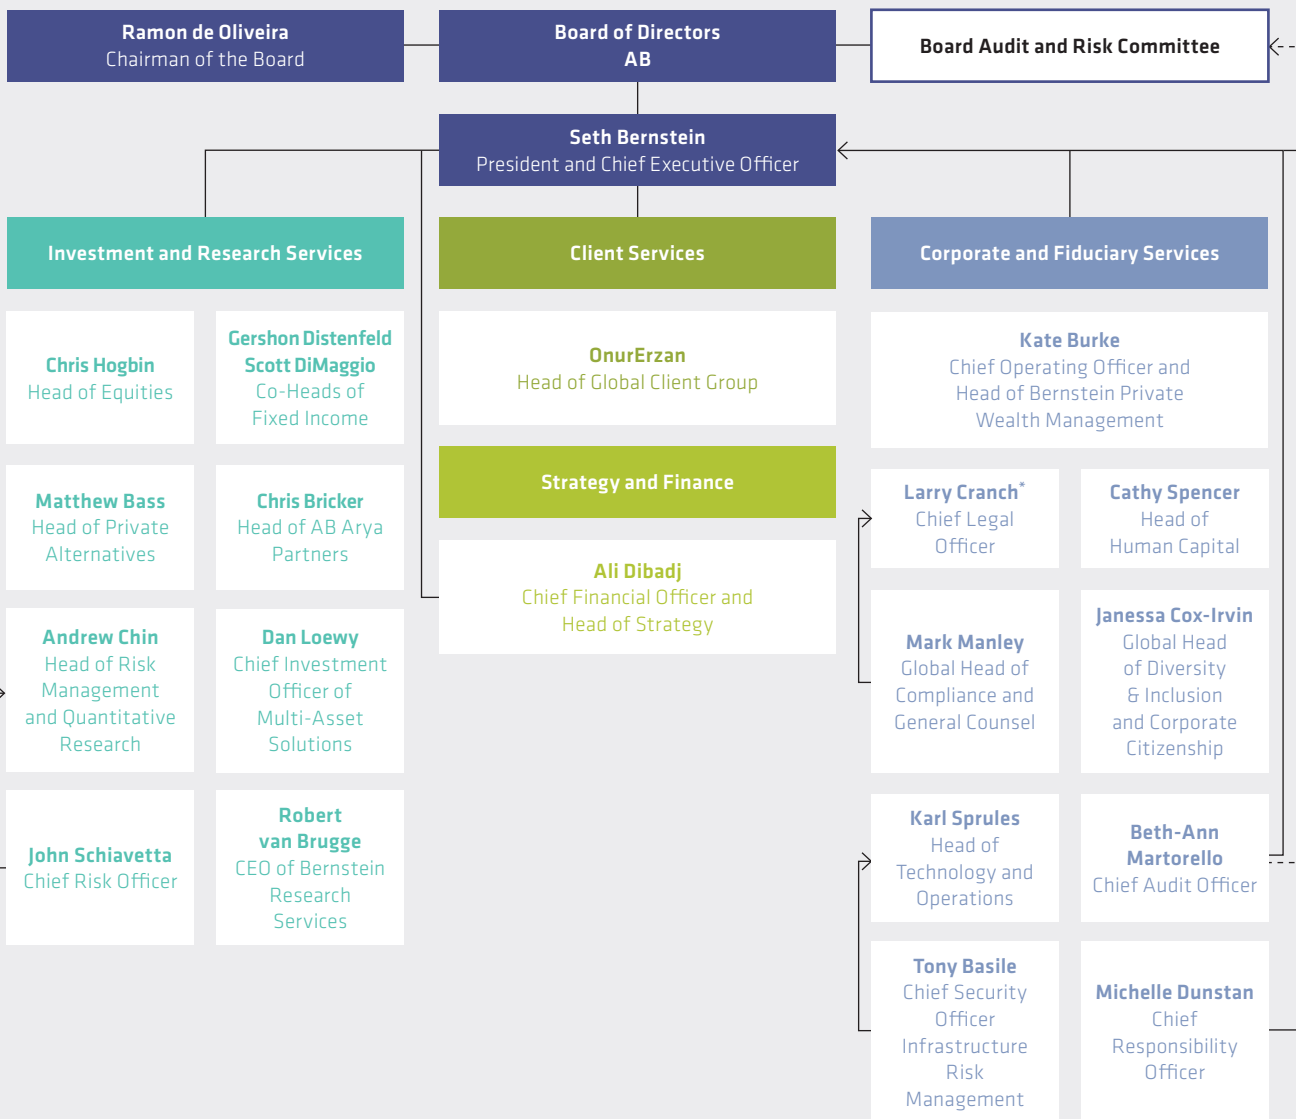 Ramon de Oliveira
Chairman of the Board
Board of Directors
AB
Board Audit and Risk Committee
Seth Bernstein
President and Chief Executive Officer
Investment and Research Services
Client Services
Corporate and Fiduciary Services
Chris Hogbin
Head of Equities
Gershon Distenfeld
Scott DiMaggio
Co-Heads of
Fixed Income
Matthew Bass
Head of Private
Alternatives
Chris Bricker
Head of AB Arya
Partners
Andrew Chin
Head of Risk
Management
and Quantitative
Research
Dan Loewy
Chief Investment
Officer of
Multi-Asset
Solutions
John Schiavetta
Chief Risk Officer
Robert
van Brugge
CEO of Bernstein
Research
Services
OnurErzan
Head of Global Client Group
Strategy and Finance
Ali Dibadj
Chief Financial Officer and
Head of Strategy
Kate Burke
Chief Operating Officer and
Head of Bernstein Private
Wealth Management
Larry Cranch*
Chief Legal
Officer
Cathy Spencer
Head of
Human Capital
Mark Manley
Global Head of
Compliance and
General Counsel
Janessa Cox-Irvin
Global Head
of Diversity
& Inclusion
and Corporate
Citizenship
Karl Sprules
Head of
Technology and
Operations
Beth-Ann
Martorello
Chief Audit Officer
Tony Basile
Chief Security
Officer
Infrastructure
Risk
Management
Michelle Dunstan
Chief
Responsibility
Officer